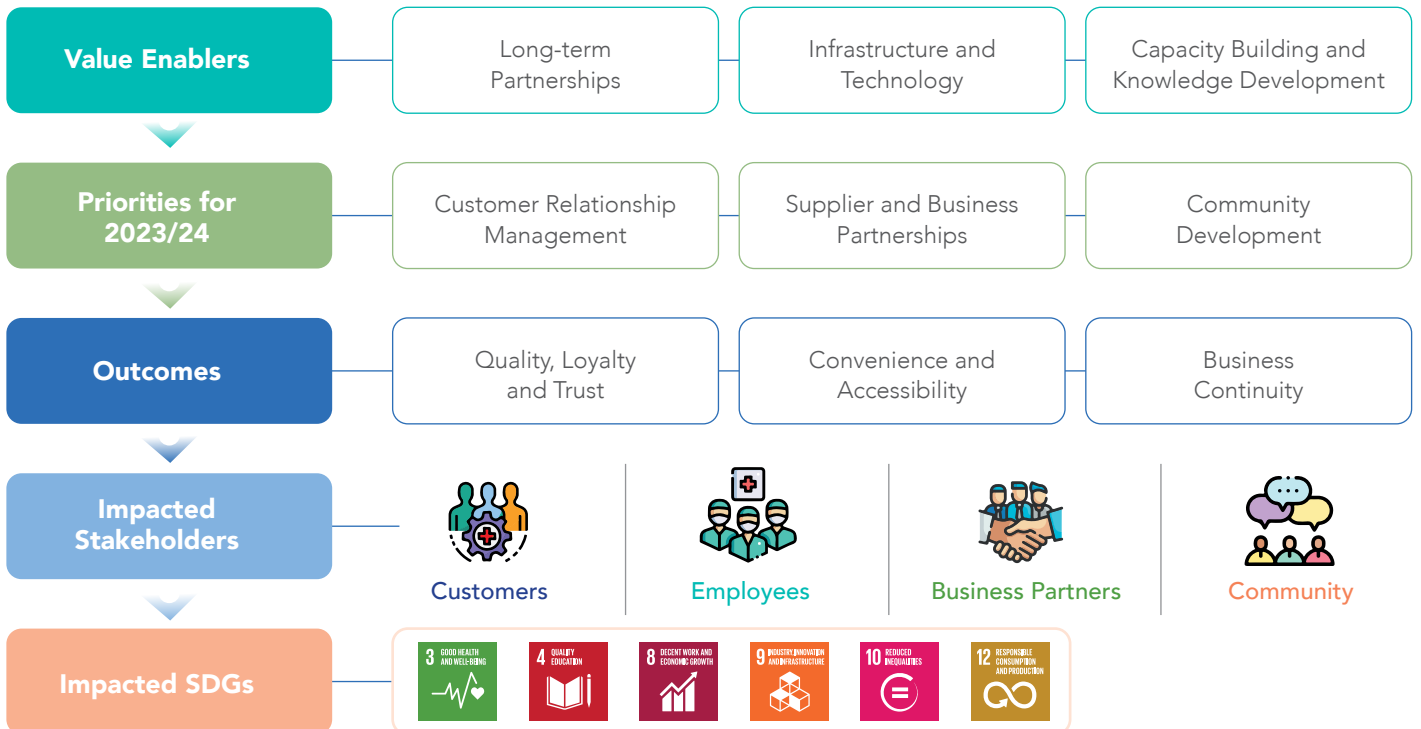 Value Enablers
Long-term
Partnerships
Infrastructure and
Technology
Capacity Building and
Knowledge Development
Priorities for
2023/24
Customer Relationship
Management
Supplier and Business
Partnerships
Community
Development
Outcomes
Quality, Loyalty
and Trust
Convenience and
Accessibility
Business
Continuity
Impacted
Stakeholders
Customers
Employees
Business Partners
Community
Impacted SDGs
3 GOOD HEALTH
AND WELL-BEING
4 QUALITY
EDUCATION
8 DECENT WORK AND
ECONOMIC GROWTH
9 INDUSTRY, INNOVATION
AND INFRASTRUCTURE
10 REDUCED
INEQUALITIES
12 RESPONSIBLE
CONSUMPTION
AND PRODUCTION